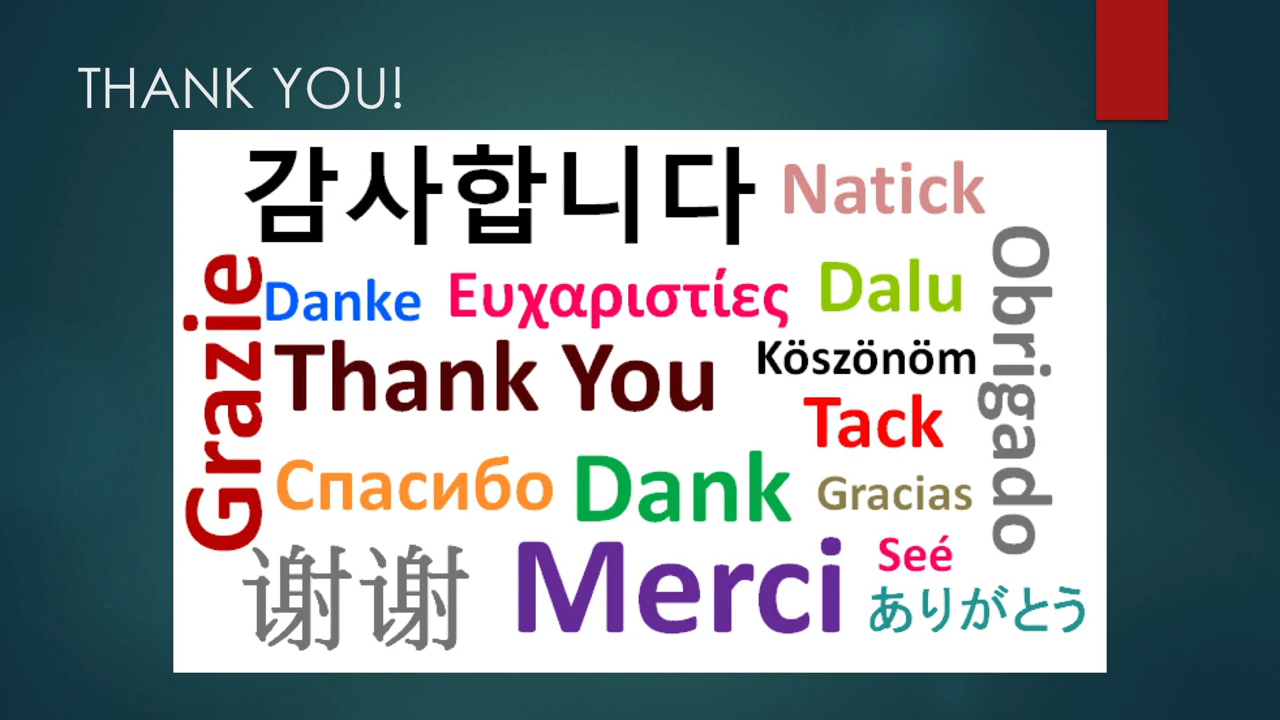 THANK YOU!
감사합니다
Natick
Grazie
Danke
Ευχαριστίες
Dalu
Obrigado
Thank You
Köszönöm
Tack
Спасибо
Dank
Gracias
谢谢
Merci
Seé
ありがとう